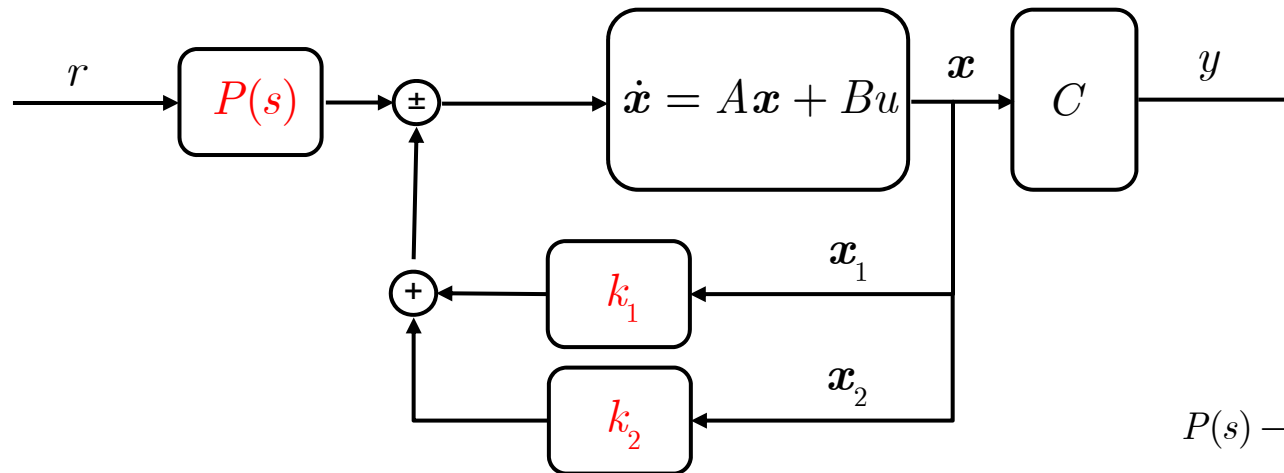 r
P(s)
±
ẋ = Ax + Bu
x
C
y
+
k₁
x₁
k₂
x₂
P(s) –